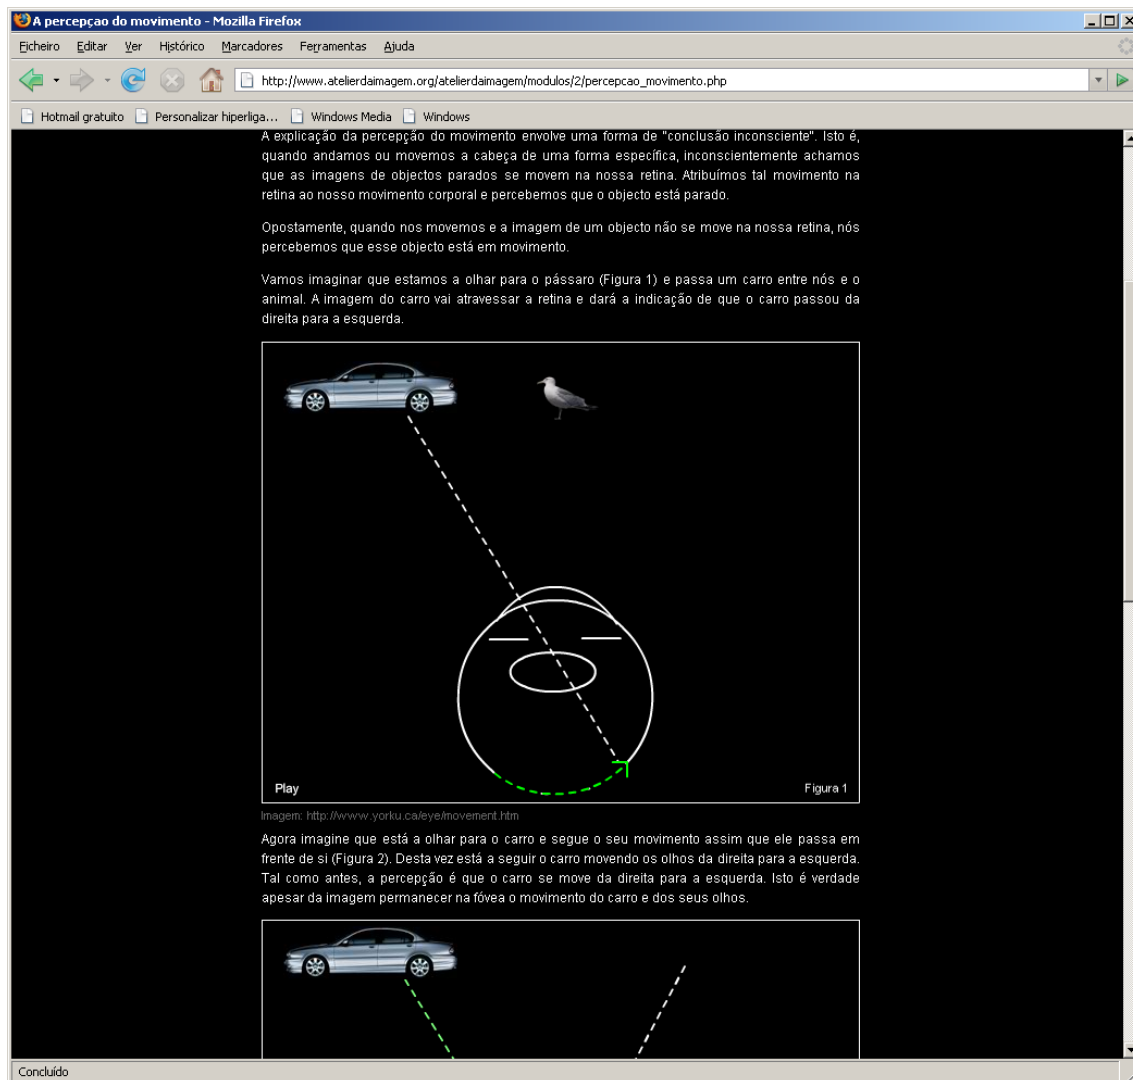 A percepçao do movimento - Mozilla Firefox
Ficheiro Editar Ver Histórico Marcadores Ferramentas Ajuda
http://www.atelierdaimagem.org/atelierdaimagem/modulos/2/percepcao_movimento.php
Hotmail gratuito Personalizar hiperliga... Windows Media Windows
A explicação da percepção do movimento envolve uma forma de "conclusão inconsciente". Isto é,
quando andamos ou movemos a cabeça de uma forma específica, inconscientemente achamos
que as imagens de objectos parados se movem na nossa retina. Atribuímos tal movimento na
retina ao nosso movimento corporal e percebemos que o objecto está parado.
Opostamente, quando nos movemos e a imagem de um objecto não se move na nossa retina, nós
percebemos que esse objecto está em movimento.
Vamos imaginar que estamos a olhar para o pássaro (Figura 1) e passa um carro entre nós e o
animal. A imagem do carro vai atravessar a retina e dará a indicação de que o carro passou da
direita para a esquerda.
Play
Figura 1
Imagem: http://www.yorku.ca/eye/movement.htm
Agora imagine que está a olhar para o carro e segue o seu movimento assim que ele passa em
frente de si (Figura 2). Desta vez está a seguir o carro movendo os olhos da direita para a esquerda.
Tal como antes, a percepção é que o carro se move da direita para a esquerda. Isto é verdade
apesar da imagem permanecer na fóvea o movimento do carro e dos seus olhos.
Concluído